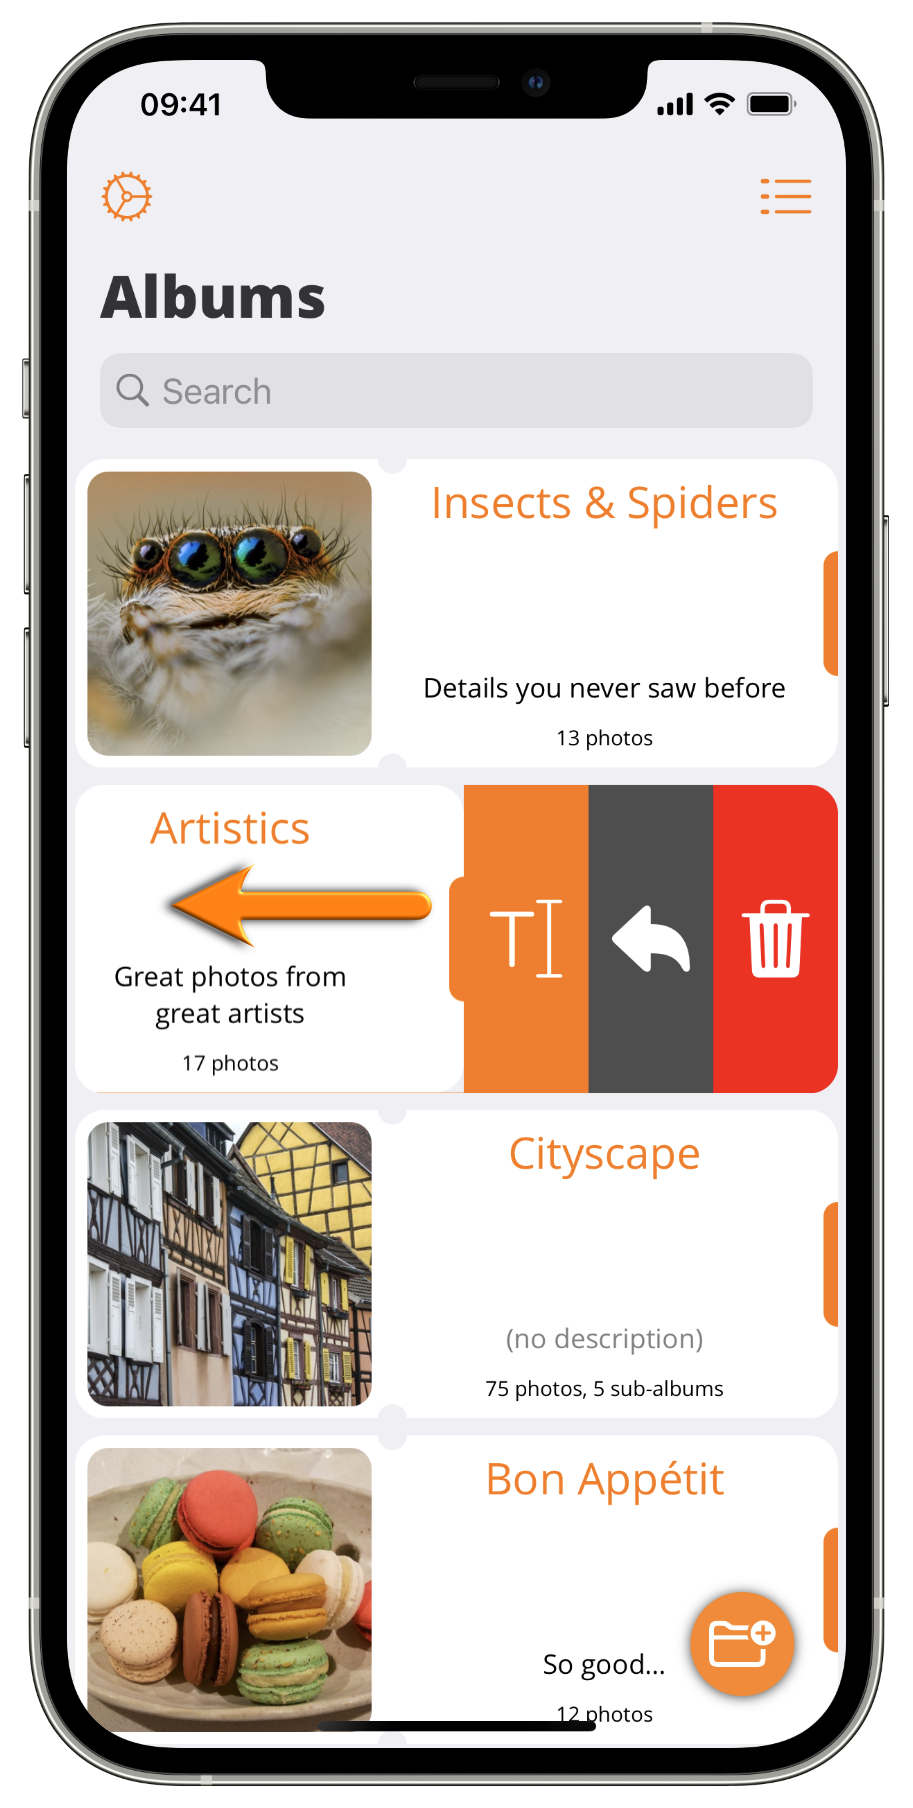 09:41
Albums
Search
Insects & Spiders
Details you never saw before
13 photos
Artistics
Great photos from
great artists
17 photos
Cityscape
(no description)
75 photos, 5 sub-albums
Bon Appétit
So good...
12 photos